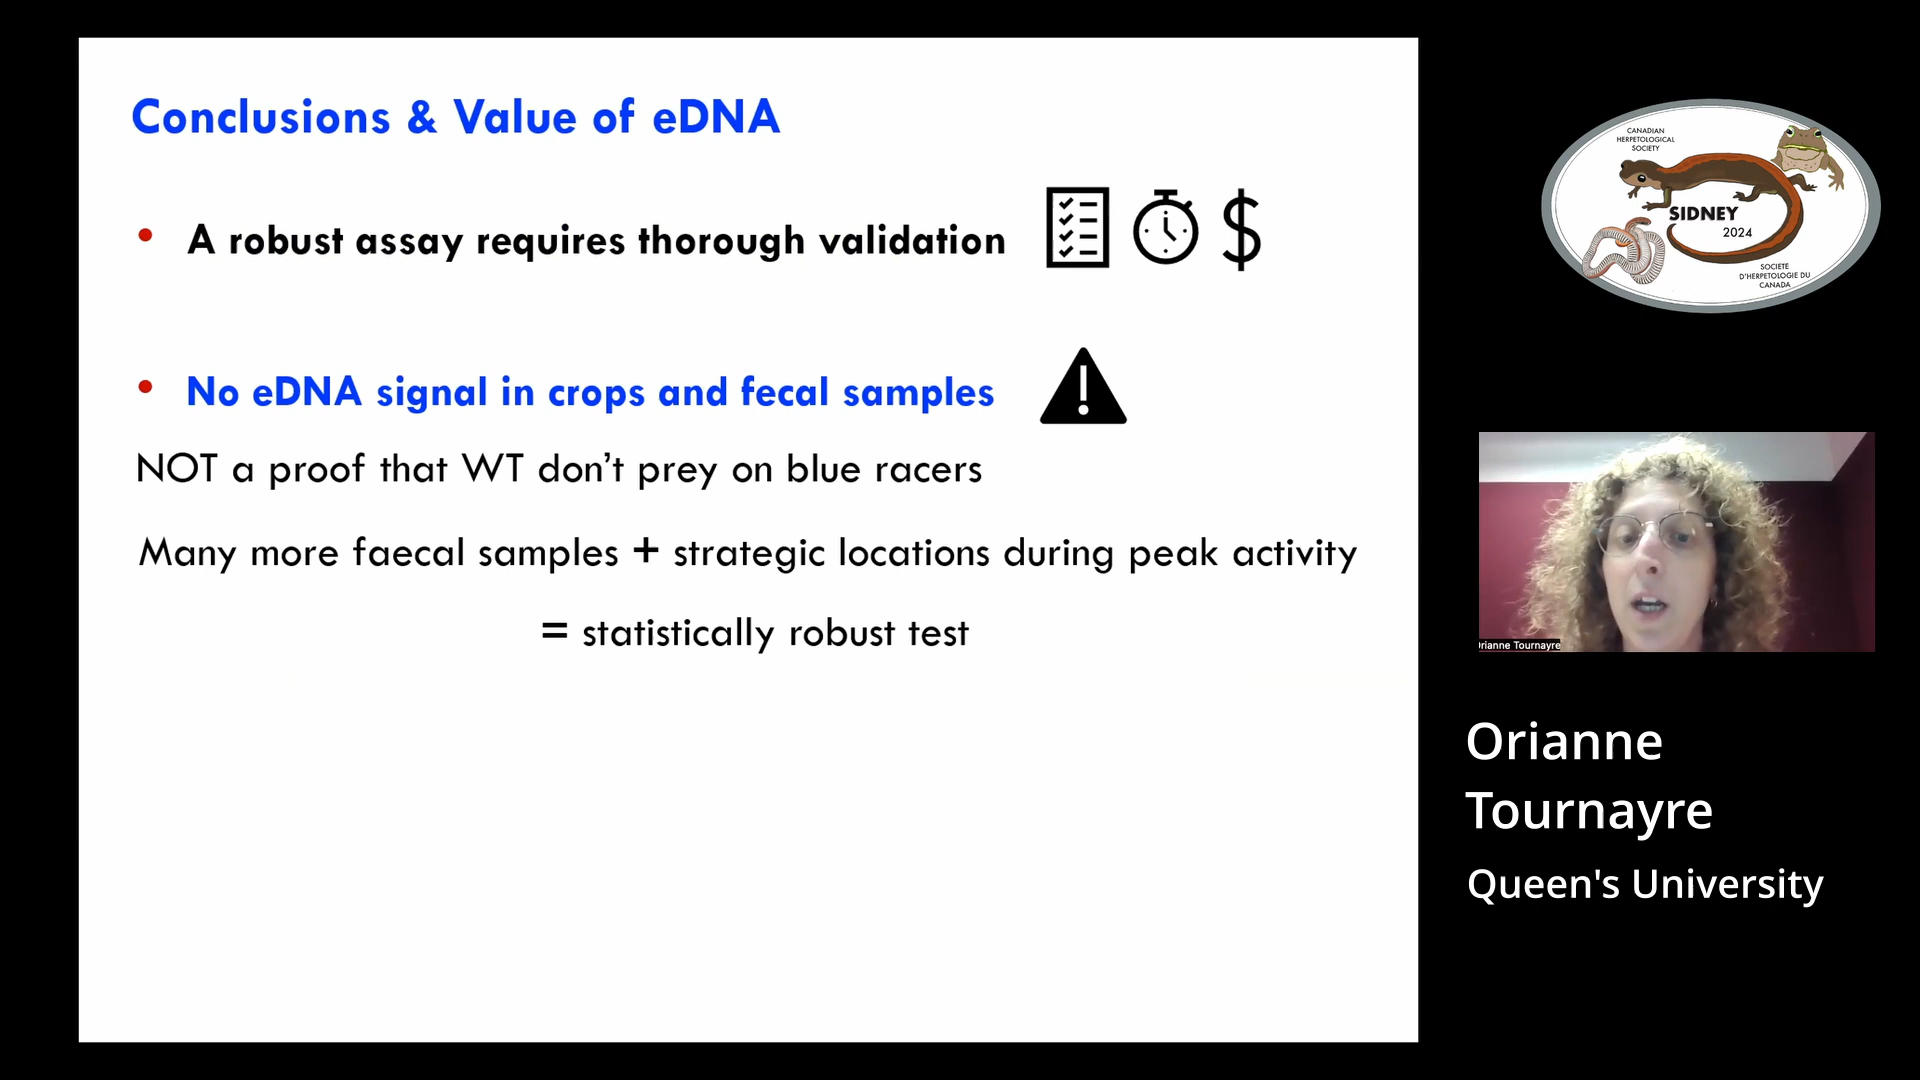 Conclusions & Value of eDNA
• A robust assay requires thorough validation
• No eDNA signal in crops and fecal samples
NOT a proof that WT don’t prey on blue racers
Many more faecal samples + strategic locations during peak activity
= statistically robust test
CANADIAN
HERPETOLOGICAL
SOCIETY
SIDNEY
2024
SOCIETE
D'HERPETOLOGIE DU
CANADA
rianne Tournayre
Orianne
Tournayre
Queen's University